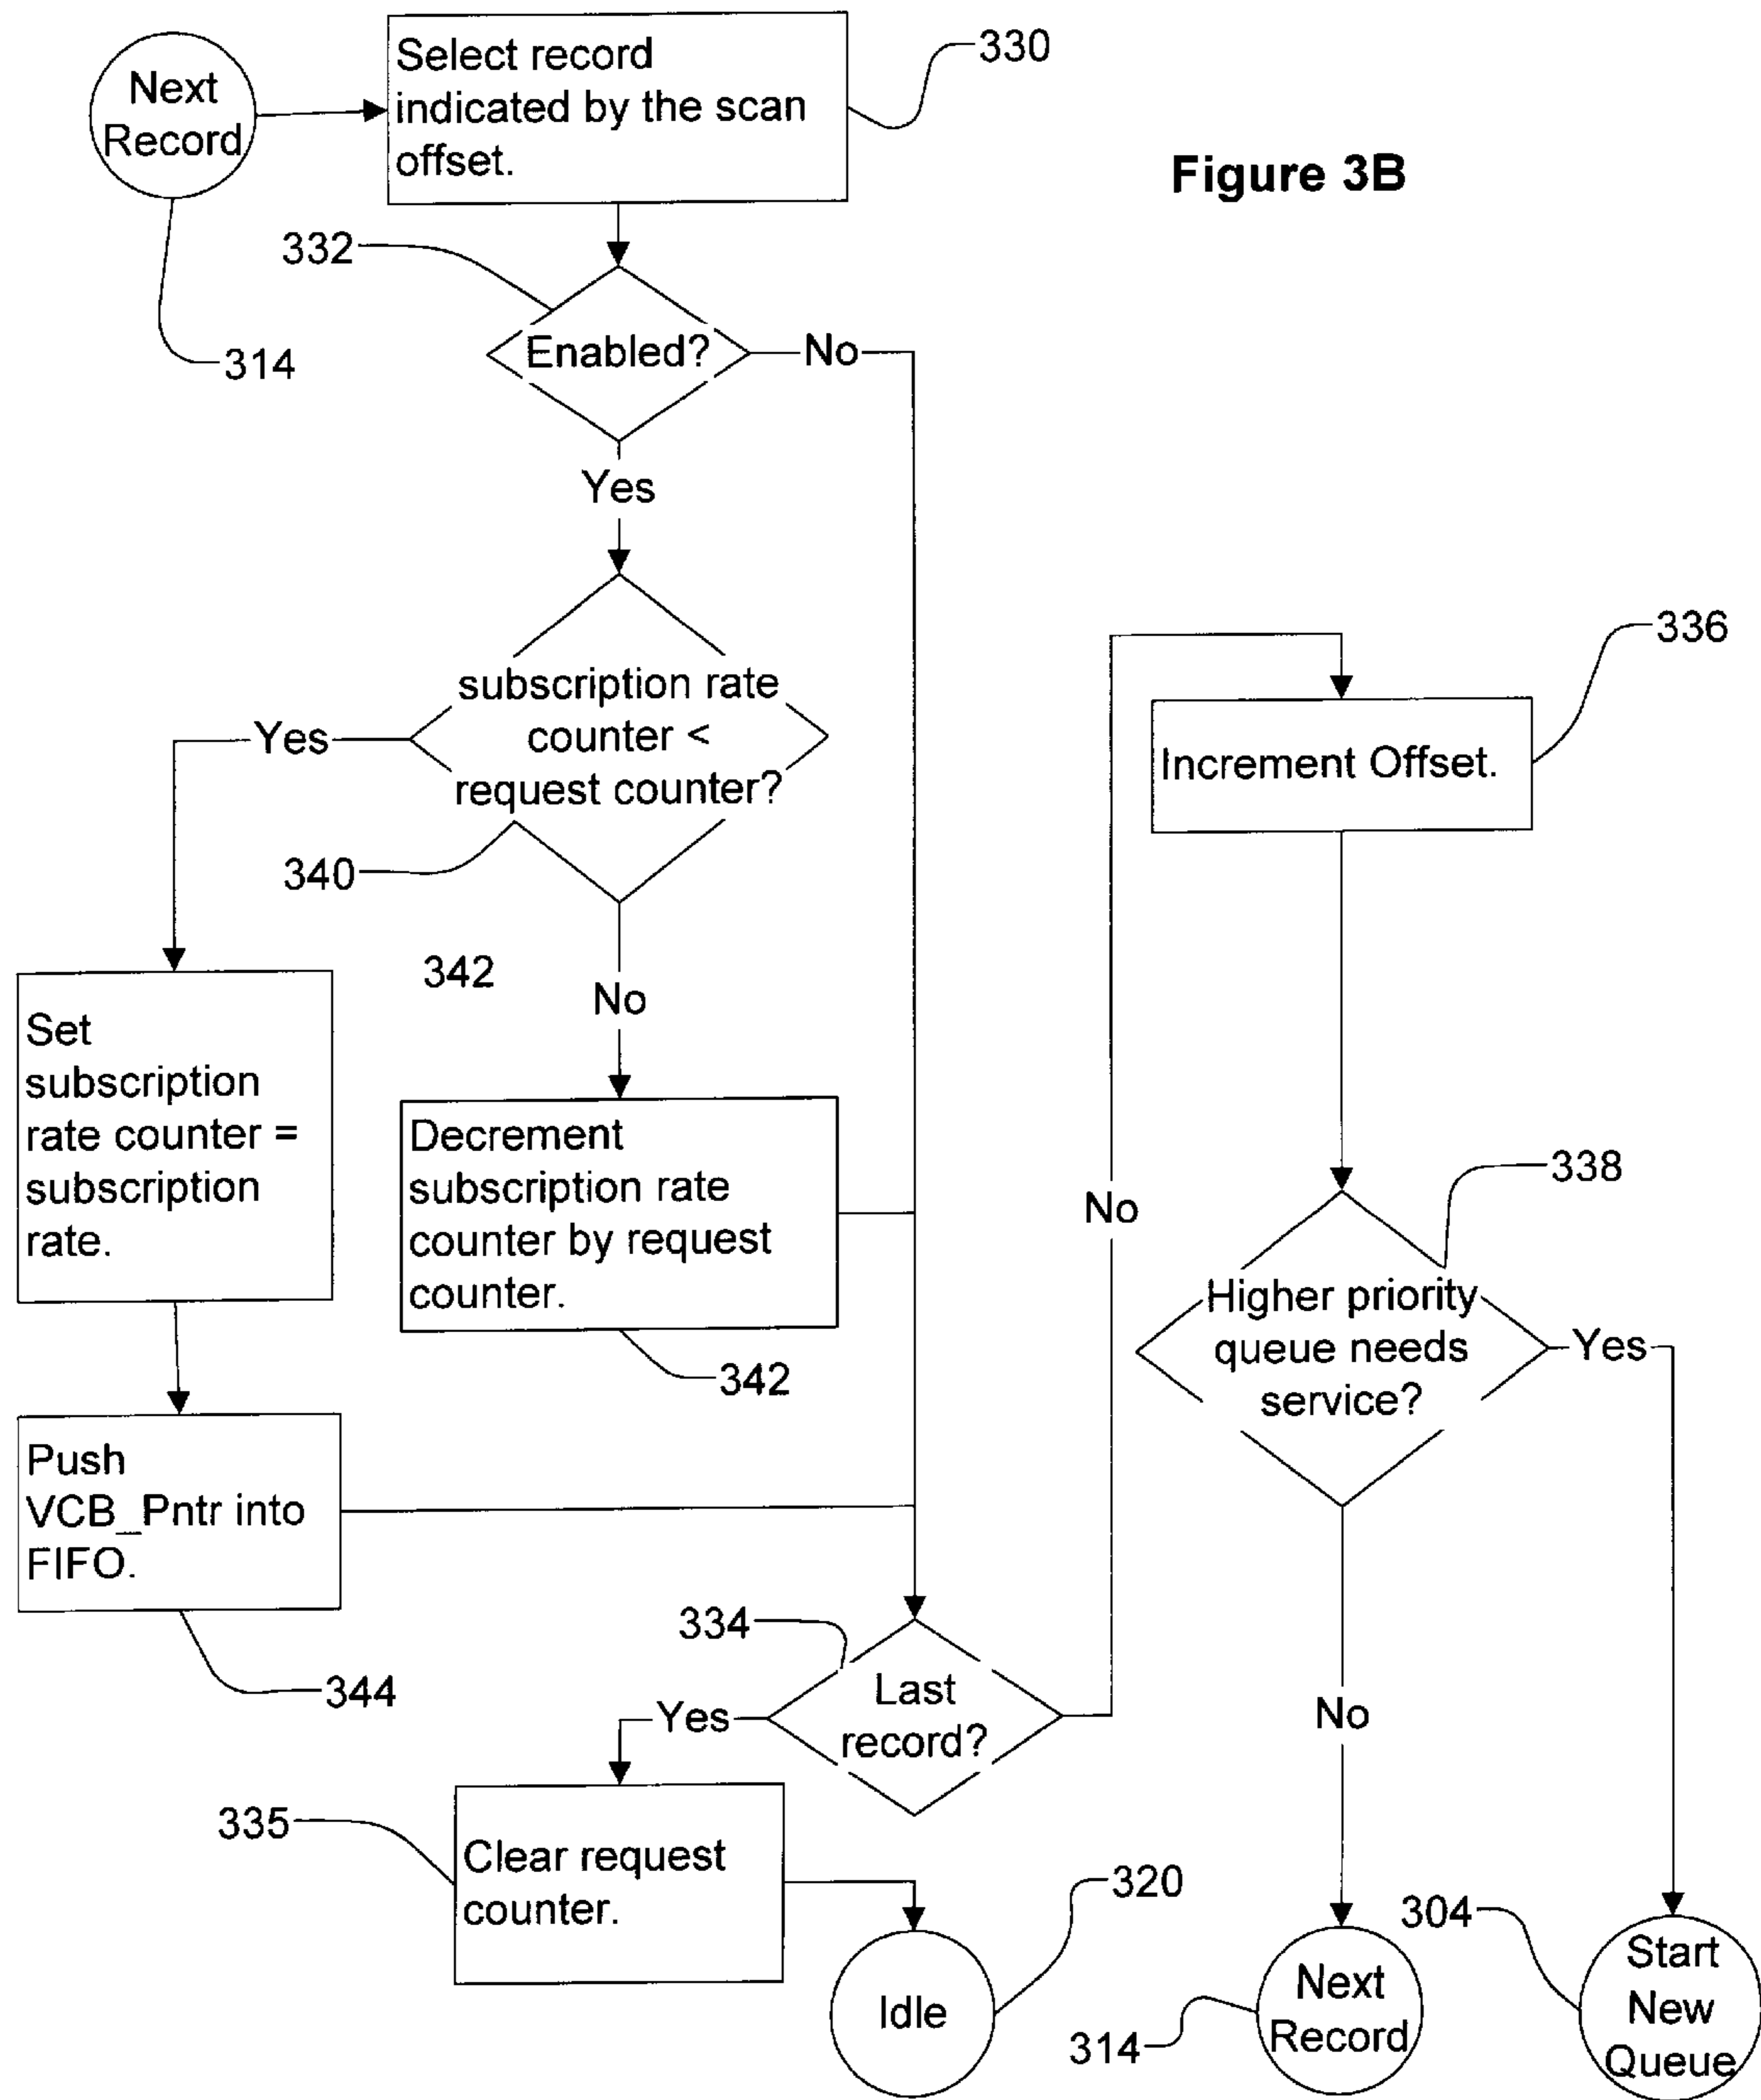 Next
Record
Select record
indicated by the scan
offset.
330
Figure 3B
314
332
Enabled?
No
Yes
subscription rate
counter <
request counter?
Yes
340
342
No
Set
subscription
rate counter =
subscription
rate.
Decrement
subscription rate
counter by request
counter.
342
Push
VCB_Pntr into
FIFO.
344
334
Last
record?
Yes
No
335
Clear request
counter.
320
Idle
336
Increment Offset.
338
Higher priority
queue needs
service?
Yes
No
314
Next
Record
304
Start
New
Queue